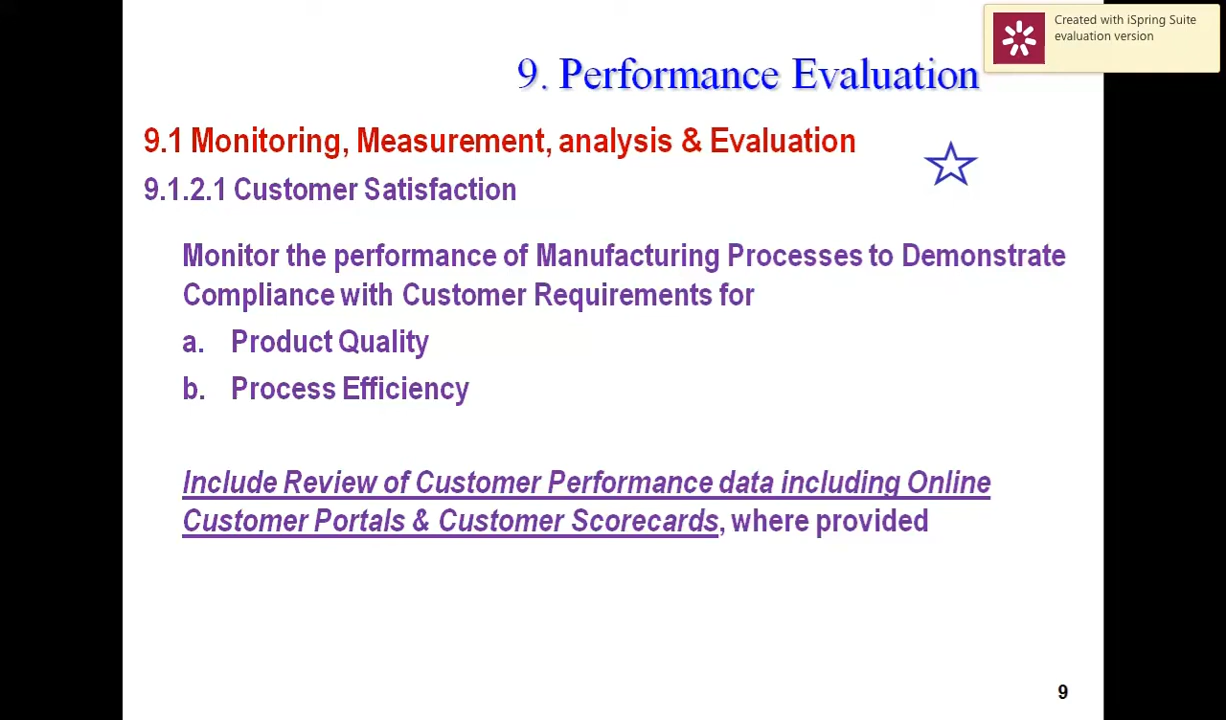 Created with iSpring Suite
evaluation version
9. Performance Evaluation
9.1 Monitoring, Measurement, analysis & Evaluation
9.1.2.1 Customer Satisfaction
Monitor the performance of Manufacturing Processes to Demonstrate
Compliance with Customer Requirements for
a. Product Quality
b. Process Efficiency
Include Review of Customer Performance data including Online
Customer Portals & Customer Scorecards, where provided
9